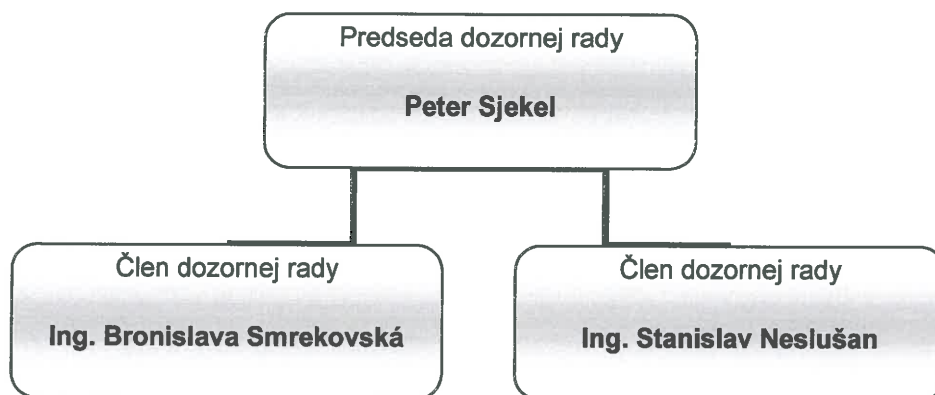 Predseda dozornej rady
Peter Sjekel
Člen dozornej rady
Ing. Bronislava Smrekovská
Člen dozornej rady
Ing. Stanislav Neslušan